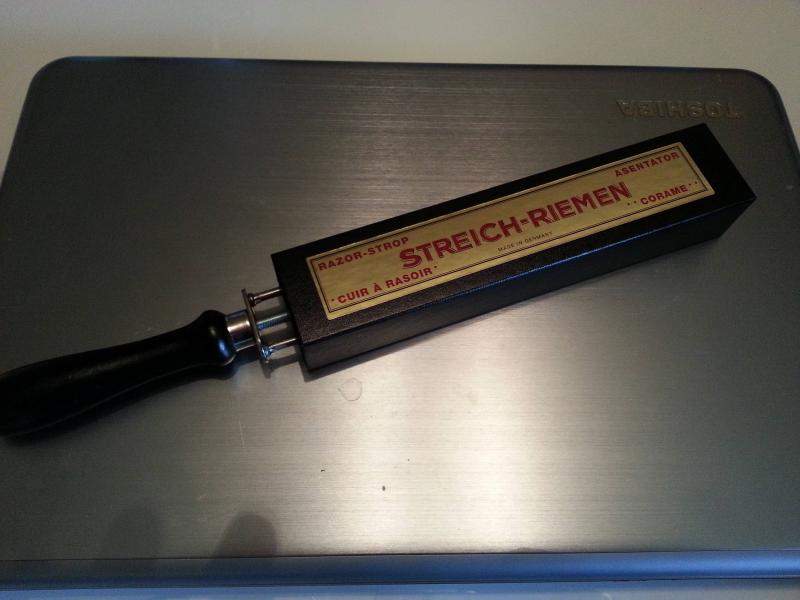 TOSHIBA
ASENTATOR
RAZOR-STROP
STREICH-RIEMEN
MADE IN GERMANY
·CUIR À RASOIR·
··CORAME··